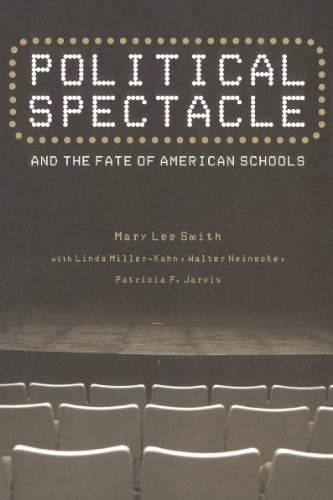 POLITICAL
SPECTACLE
AND THE FATE OF AMERICAN SCHOOLS
Mary Lee Smith
with Linda Miller-Kahn, Walter Heinecke,
Patricia F. Jarvis